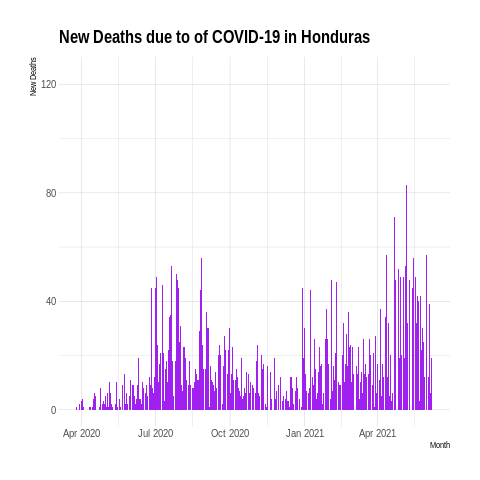 New Deaths due to of COVID-19 in Honduras
New Deaths
120
80
40
0
Apr 2020
Jul 2020
Oct 2020
Jan 2021
Apr 2021
Month